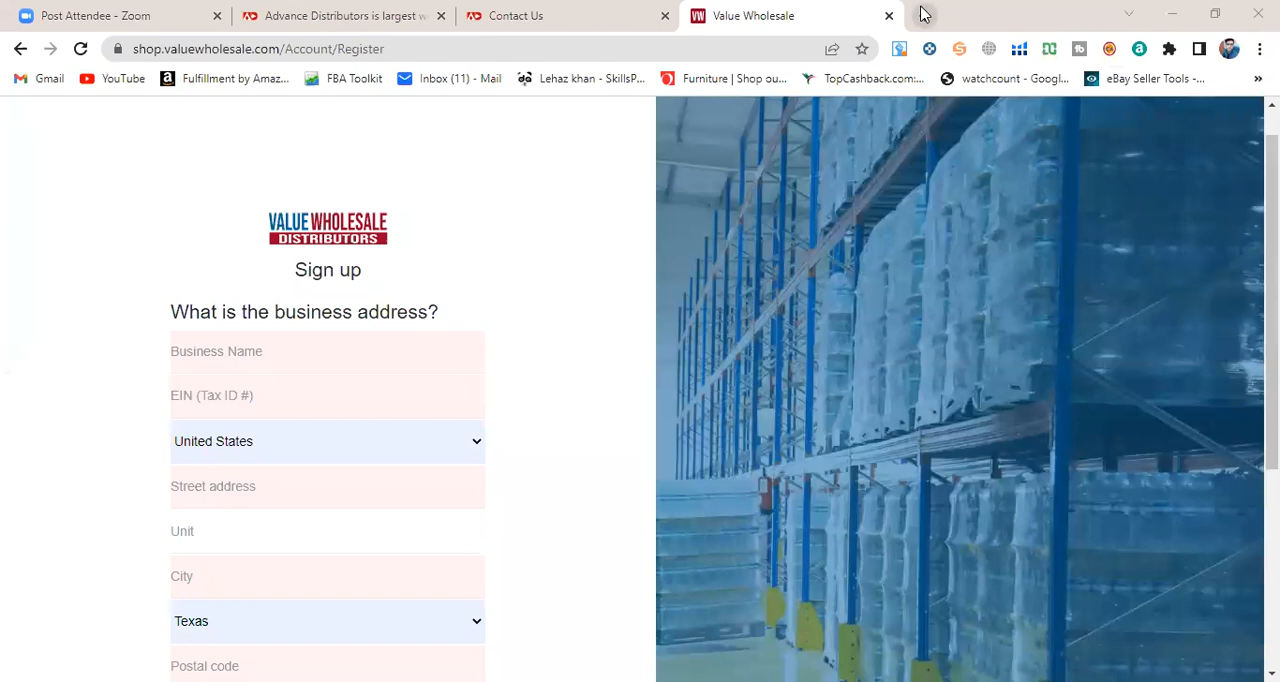 Post Attendee - Zoom
Advance Distributors is largest w
Contact Us
Value Wholesale
shop.valuewholesale.com/Account/Register
Gmail
YouTube
Fulfillment by Amaz...
FBA Toolkit
Inbox (11) - Mail
Lehaz khan - SkillsP...
Furniture | Shop ou...
TopCashback.com:...
watchcount - Googl...
eBay Seller Tools -...
»
VALUE WHOLESALE
DISTRIBUTORS
Sign up
What is the business address?
Business Name
EIN (Tax ID #)
United States
Street address
Unit
City
Texas
Postal code